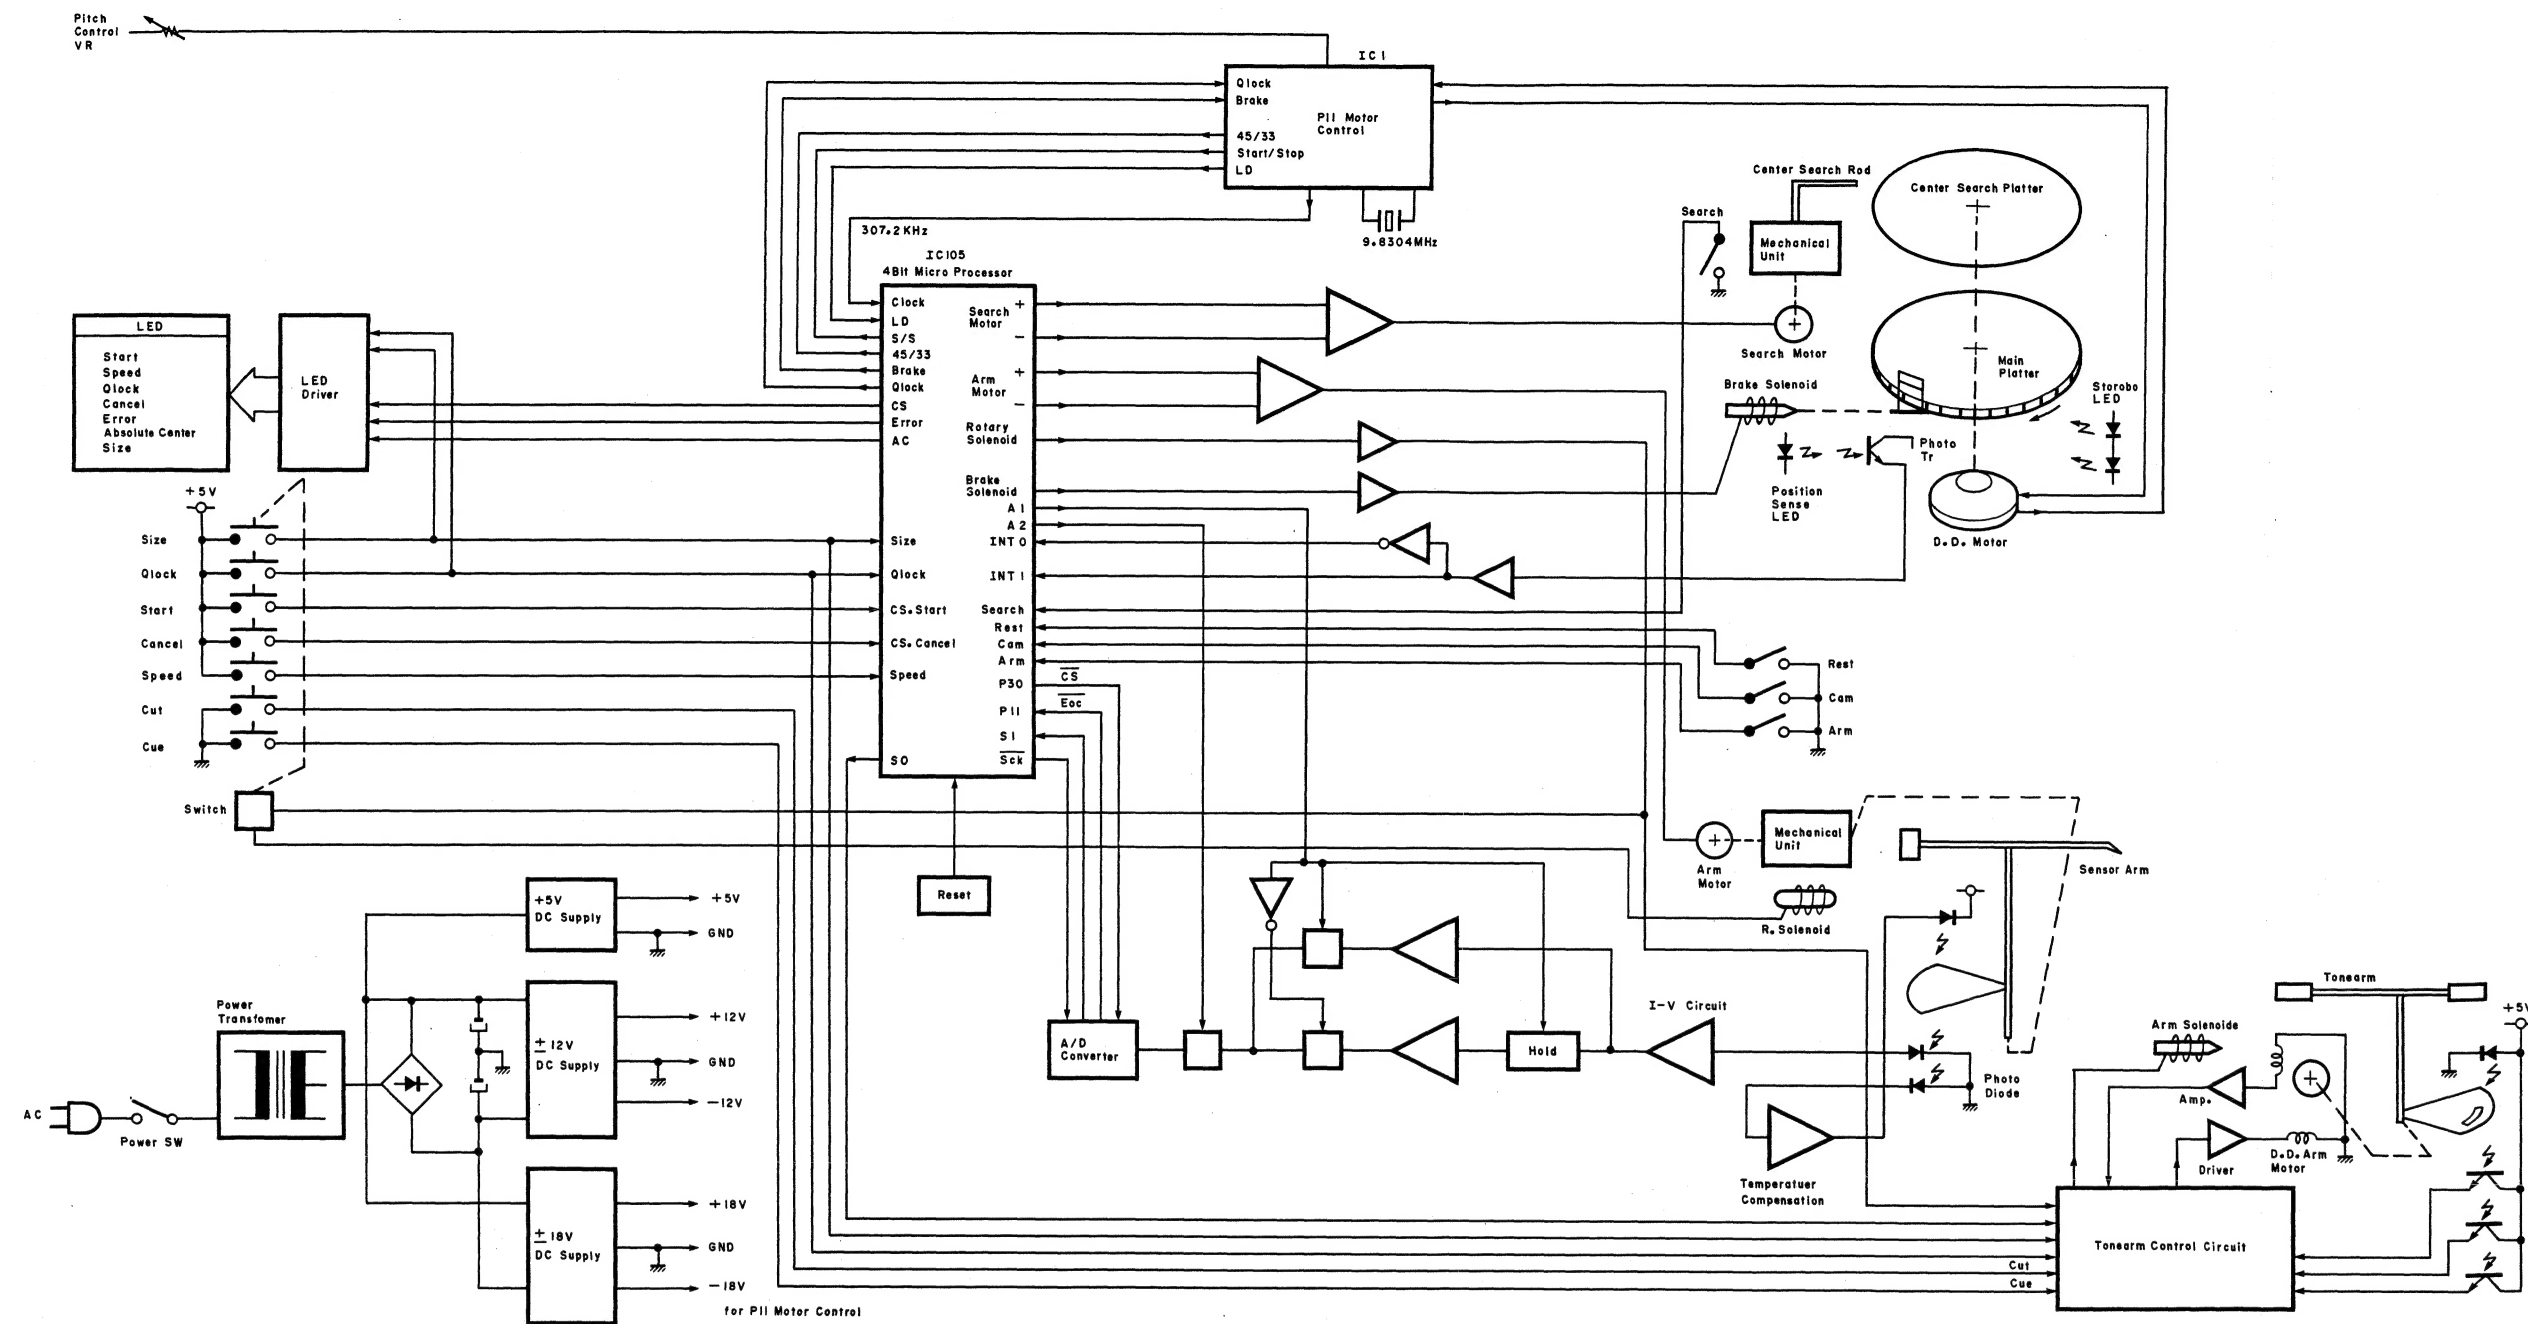 Pitch
Control
VR
IC1
Qlock
Brake
45/33
Start/Stop
LD
P11 Motor
Control
9.8304MHz
307.2KHz
IC105
4Bit Micro Processor
Clock
LD
S/S
45/33
Brake
Qlock
CS
Error
AC
Size
Qlock
CS.Start
CS.Cancel
Speed
SO
Search
Motor
+
−
Arm
Motor
+
−
Rotary
Solenoid
Brake
Solenoid
A1
A2
INT0
INT1
Search
Rest
Cam
Arm
P30
P11
S1
Sck
CS
Eoc
LED
Start
Speed
Qlock
Cancel
Error
Absolute Center
Size
LED
Driver
+5V
Size
Qlock
Start
Cancel
Speed
Cut
Cue
Switch
Reset
Search
Center Search Rod
Mechanical
Unit
Search Motor
Center Search Platter
Main
Platter
Brake Solenoid
Storobo
LED
Photo
Tr
Position
Sense
LED
D.D. Motor
Rest
Cam
Arm
Arm
Motor
Mechanical
Unit
Sensor Arm
R. Solenoid
A/D
Converter
Hold
I-V Circuit
Photo
Diode
Temperatuer
Compensation
Tonearm
+5V
Arm Solenoide
Amp.
Driver
D.D.Arm
Motor
Tonearm Control Circuit
Cut
Cue
AC
Power SW
Power
Transfomer
+5V
DC Supply
+5V
GND
±12V
DC Supply
+12V
GND
−12V
±18V
DC Supply
+18V
GND
−18V
for P11 Motor Control